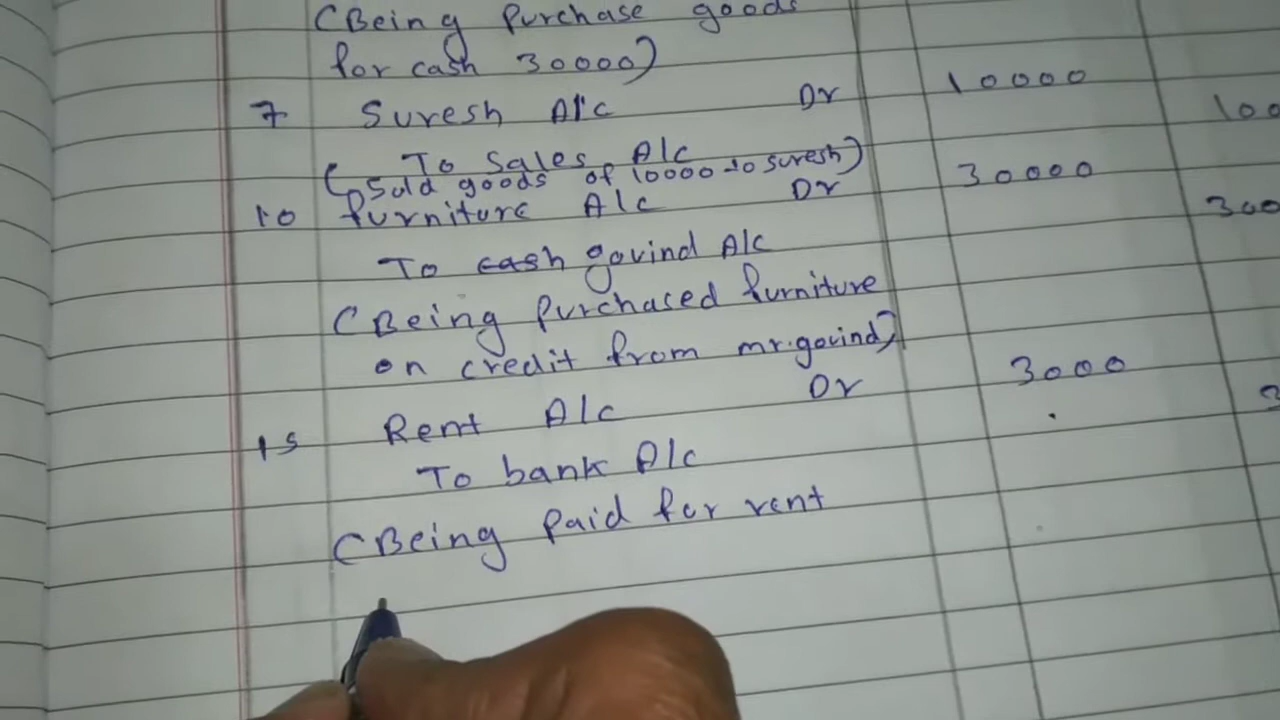 (Being Purchase goods
for cash 30000)
7 Suresh A/c Dr 10000
To Sales A/c 100
(Sold goods of 10000 to suresh)
10 furniture A/c Dr 30000
To cash govind A/c 300
(Being Purchased furniture
on credit from mr.govind)
15 Rent A/c Dr 3000
To bank A/c
(Being Paid for rent